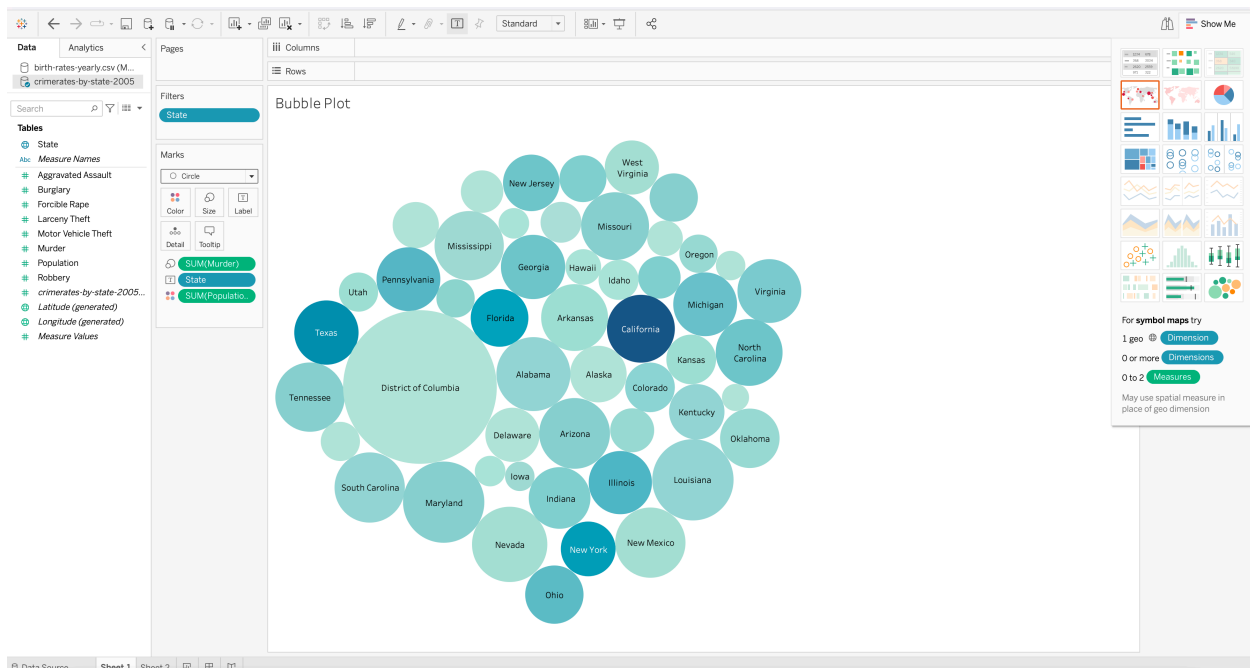 Standard
Show Me
Data
Analytics
Pages
iii Columns
Rows
birth-rates-yearly.csv (M...
crimerates-by-state-2005
Search
Tables
State
Abc Measure Names
Aggravated Assault
Burglary
Forcible Rape
Larceny Theft
Motor Vehicle Theft
Murder
Population
Robbery
crimerates-by-state-2005...
Latitude (generated)
Longitude (generated)
Measure Values
Filters
State
Marks
Circle
Color
Size
Label
Detail
Tooltip
SUM(Murder)
State
SUM(Populatio..
Bubble Plot
West
Virginia
New Jersey
Missouri
Mississippi
Oregon
Georgia
Hawaii
Pennsylvania
Idaho
Utah
Virginia
Michigan
Florida
Arkansas
California
Texas
North
Carolina
Kansas
Alabama
Alaska
District of Columbia
Colorado
Tennessee
Kentucky
Delaware
Arizona
Oklahoma
Iowa
Louisiana
Illinois
South Carolina
Indiana
Maryland
Nevada
New York
New Mexico
Ohio
For symbol maps try
1 geo Dimension
0 or more Dimensions
0 to 2 Measures
May use spatial measure in
place of geo dimension
Data Source
Sheet 1
Sheet 2